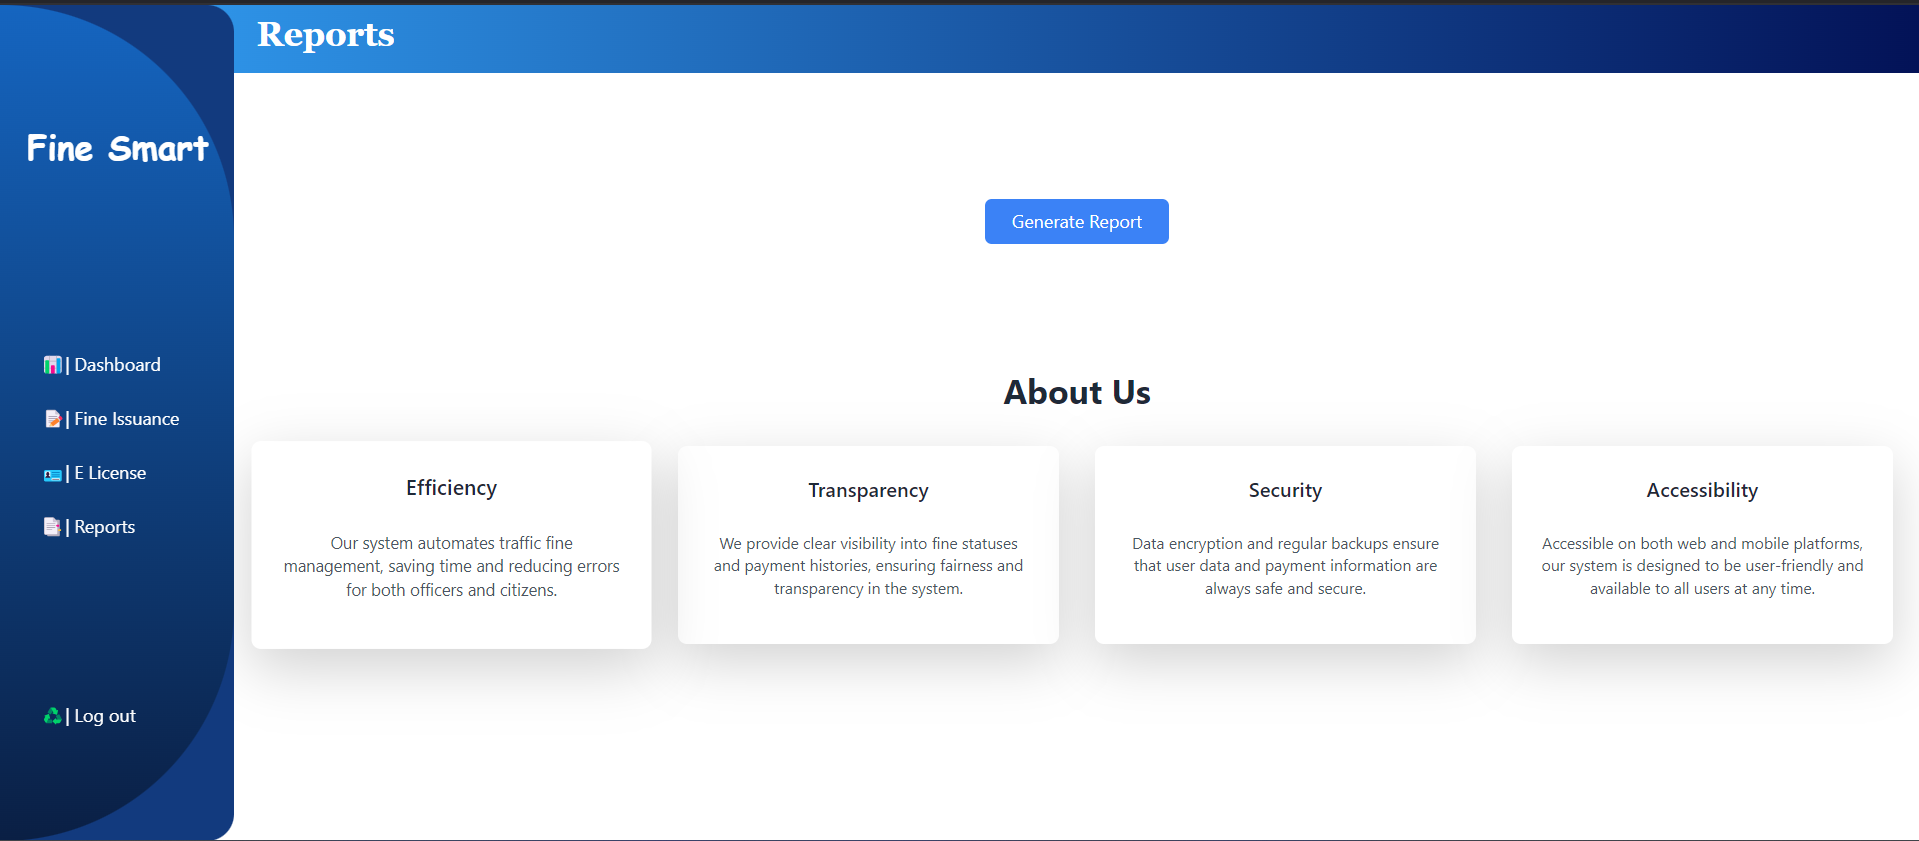 Reports
Fine Smart
| Dashboard
| Fine Issuance
| E License
| Reports
| Log out
Generate Report
About Us
Efficiency
Our system automates traffic fine
management, saving time and reducing errors
for both officers and citizens.
Transparency
We provide clear visibility into fine statuses
and payment histories, ensuring fairness and
transparency in the system.
Security
Data encryption and regular backups ensure
that user data and payment information are
always safe and secure.
Accessibility
Accessible on both web and mobile platforms,
our system is designed to be user-friendly and
available to all users at any time.